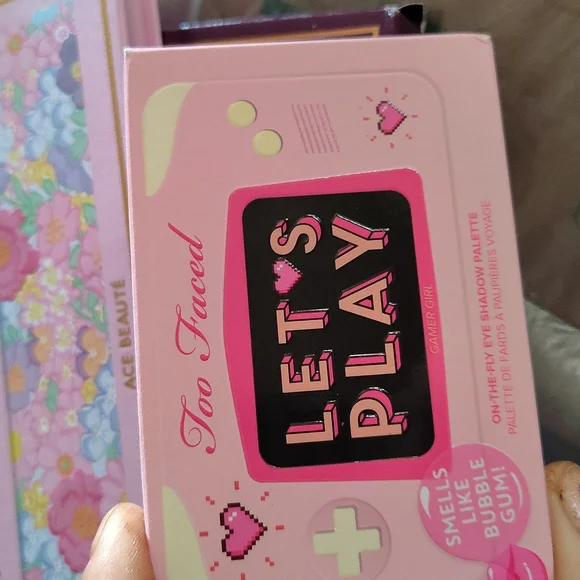 ACE BEAUTÉ
Too Faced
LET'S
PLAY
GAMER GIRL
ON-THE-FLY EYE SHADOW PALETTE
PALETTE DE FARDS À PAUPIÈRES VOYAGE
SMELLS
LIKE
BUBBLE
GUM!